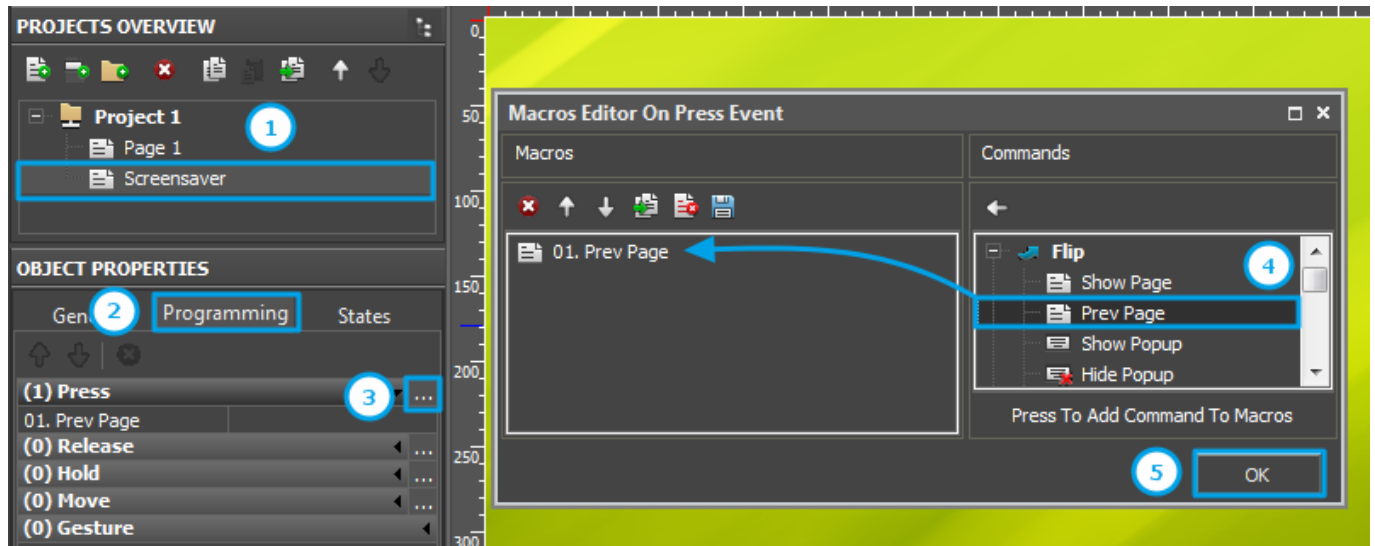 PROJECTS OVERVIEW
Project 1
1
Page 1
Screensaver
OBJECT PROPERTIES
2
Programming
States
3
(1) Press
...
01. Prev Page
(0) Release
...
(0) Hold
...
(0) Move
...
(0) Gesture
0
50
100
150
200
250
300
Macros Editor On Press Event
Macros
Commands
01. Prev Page
Flip
4
Show Page
Prev Page
Show Popup
Hide Popup
Press To Add Command To Macros
5
OK